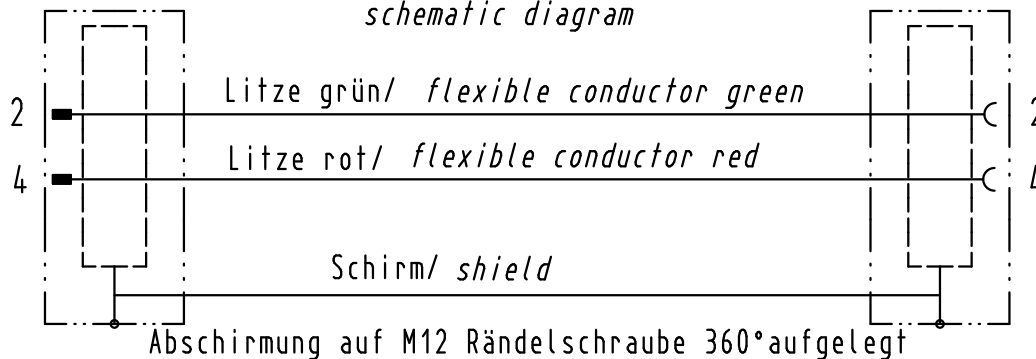 schematic diagram
2 Litze grün/ flexible conductor green 2
4 Litze rot/ flexible conductor red
Schirm/ shield
Abschirmung auf M12 Rändelschraube 360°aufgelegt